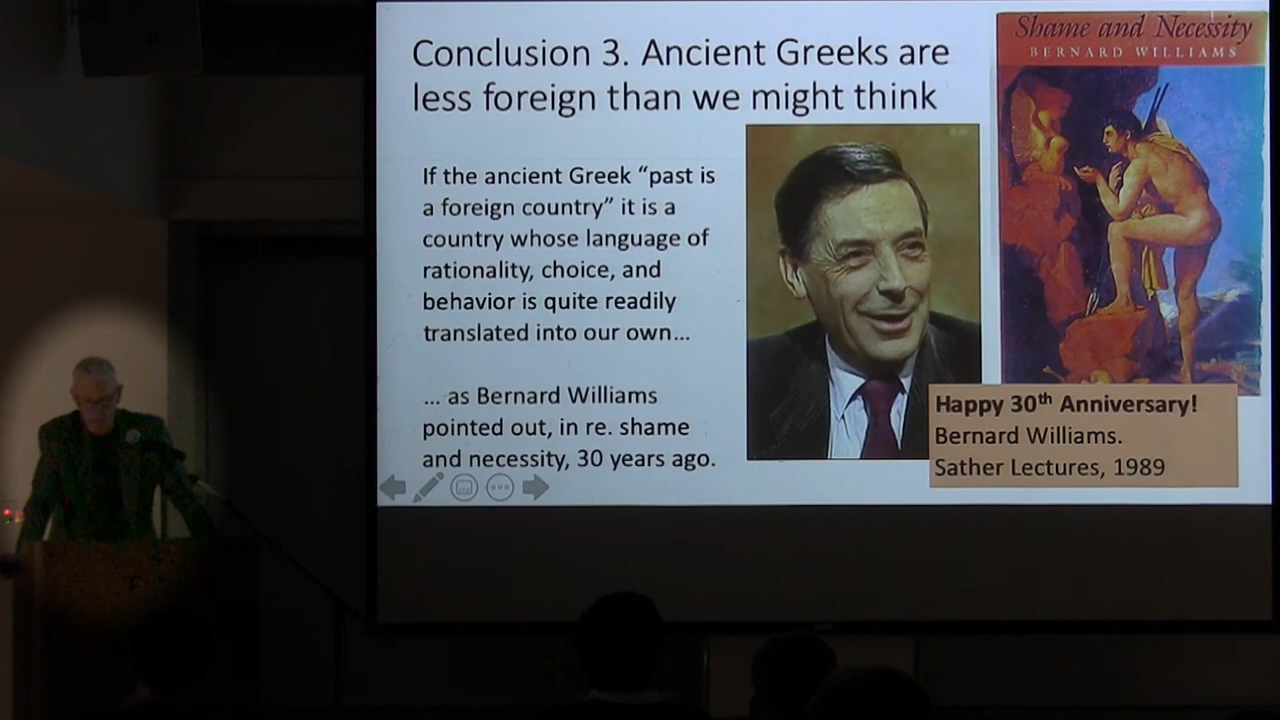 Conclusion 3. Ancient Greeks are
less foreign than we might think
If the ancient Greek “past is
a foreign country” it is a
country whose language of
rationality, choice, and
behavior is quite readily
translated into our own…
… as Bernard Williams
pointed out, in re. shame
and necessity, 30 years ago.
Shame and Necessity
BERNARD WILLIAMS
Happy 30th Anniversary!
Bernard Williams.
Sather Lectures, 1989